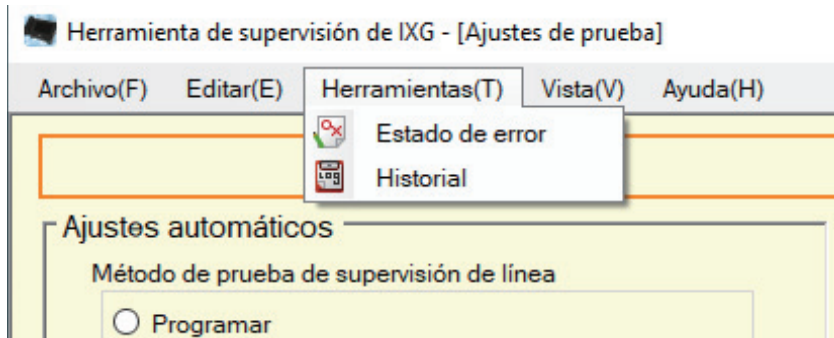 Herramienta de supervisión de IXG - [Ajustes de prueba]
Archivo(F) Editar(E) Herramientas(T) Vista(V) Ayuda(H)
Estado de error
LOG Historial
Ajustes automáticos
Método de prueba de supervisión de línea
Programar